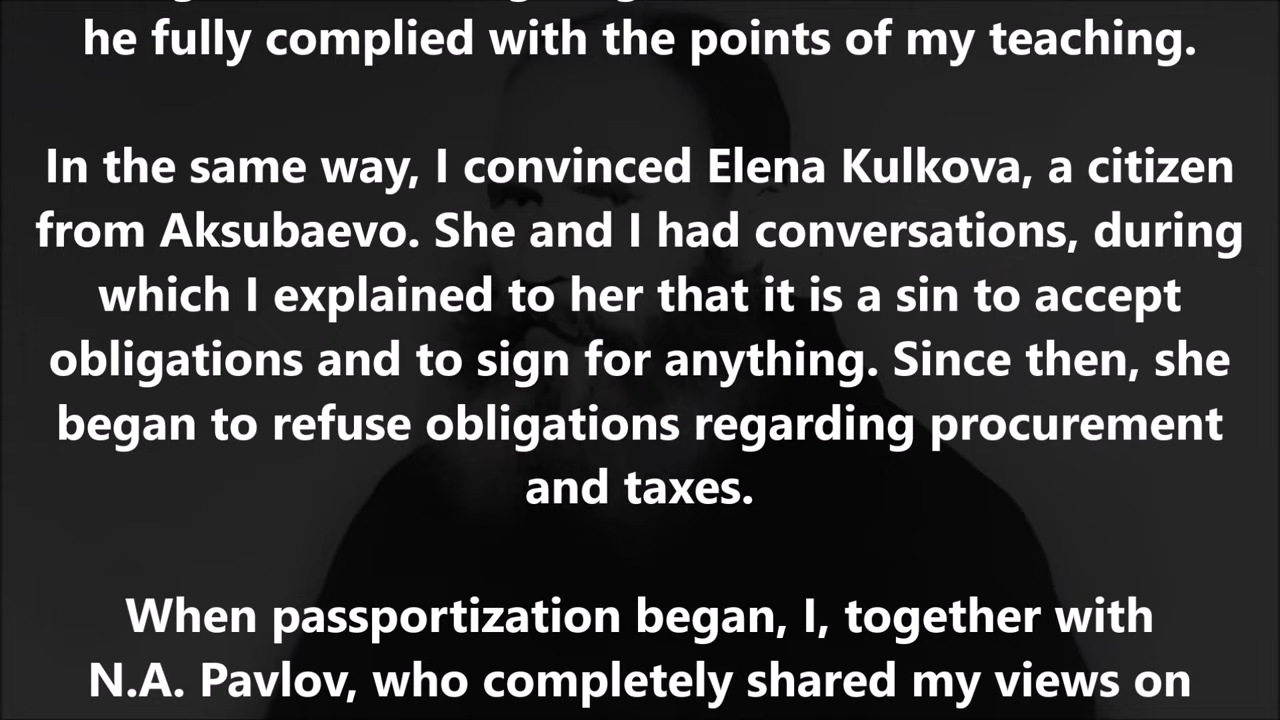 he fully complied with the points of my teaching.
In the same way, I convinced Elena Kulkova, a citizen
from Aksubaevo. She and I had conversations, during
which I explained to her that it is a sin to accept
obligations and to sign for anything. Since then, she
began to refuse obligations regarding procurement
and taxes.
When passportization began, I, together with
N.A. Pavlov, who completely shared my views on